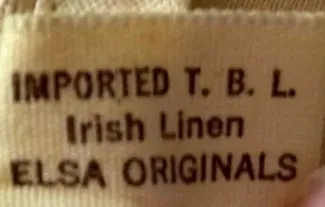 IMPORTED T. B. L.
Irish Linen
ELSA ORIGINALS